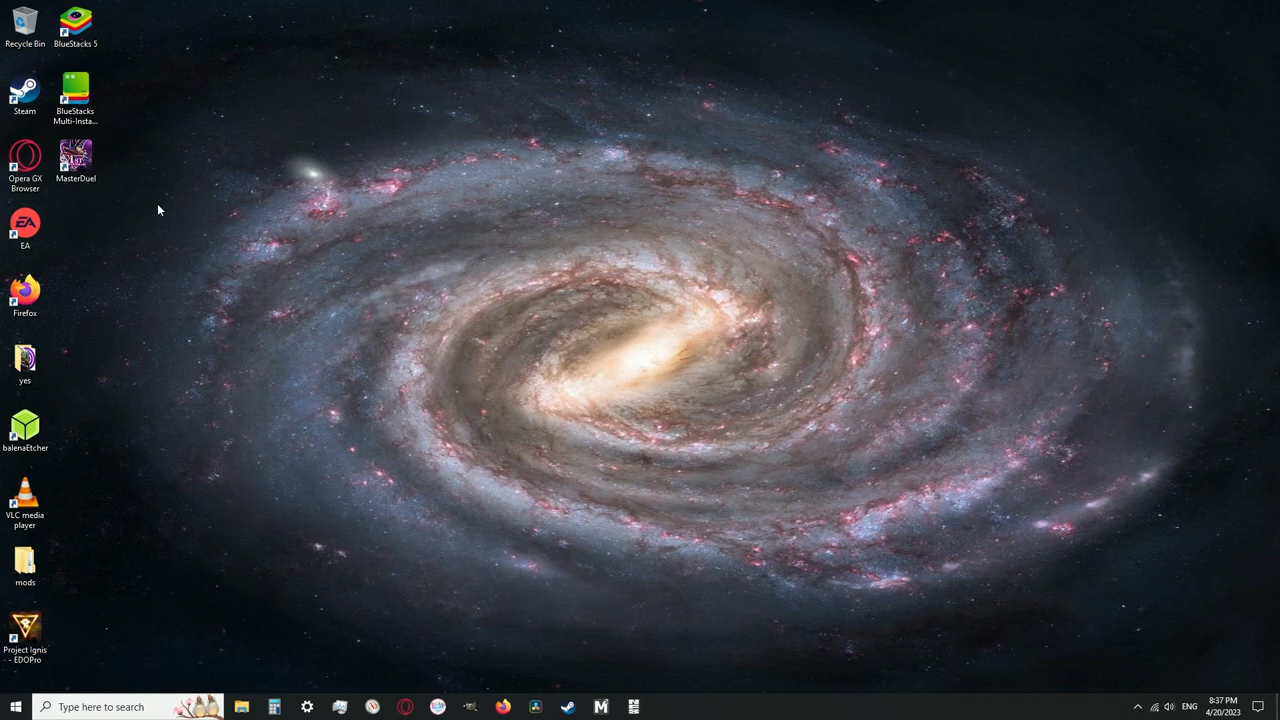 Recycle Bin
BlueStacks 5
Steam
BlueStacks
Multi-Insta...
Opera GX
Browser
MasterDuel
EA
EA
Firefox
yes
balenaEtcher
VLC media
player
mods
Project Ignis
- EDOPro
Type here to search
M
ENG
8:37 PM
4/20/2023